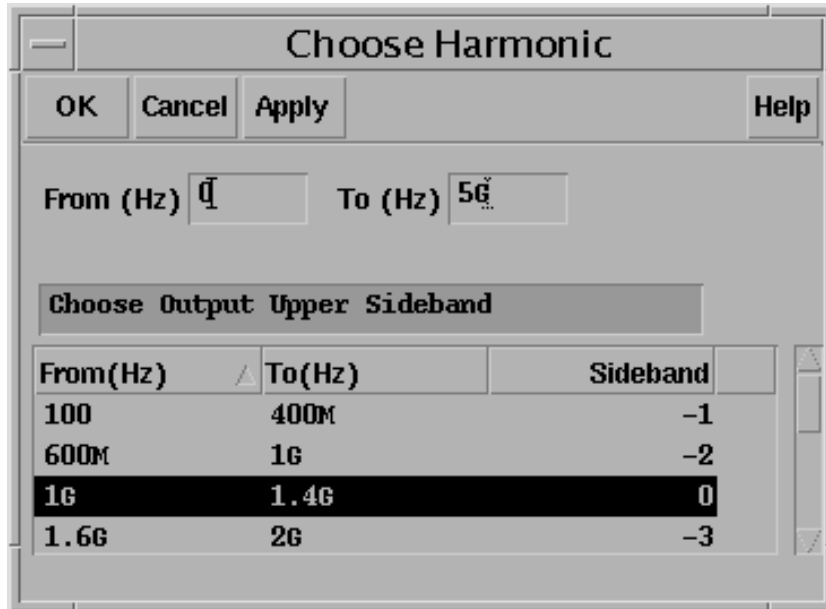 Choose Harmonic
OK Cancel Apply Help
From (Hz) 0 To (Hz) 5G
Choose Output Upper Sideband
From(Hz) To(Hz) Sideband
100 400M -1
600M 1G -2
1G 1.4G 0
1.6G 2G -3